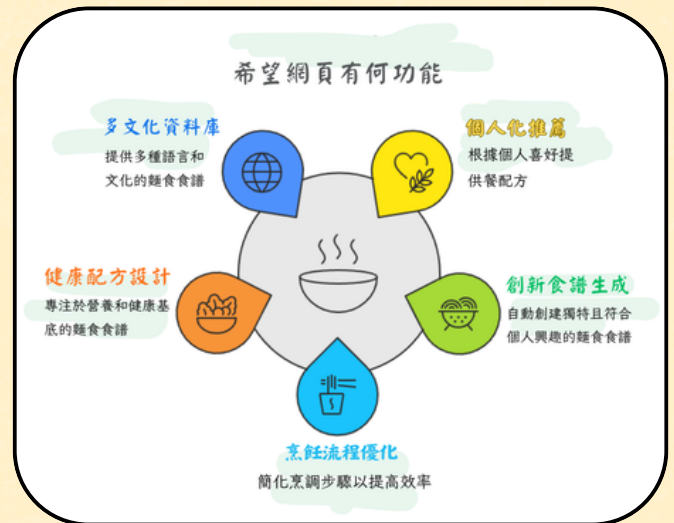 希望網頁有何功能
多文化資料庫
提供多種語言和
文化的麵食食譜
個人化推薦
根據個人喜好提
供餐配方
健康配方設計
專注於營養和健康基
底的麵食食譜
創新食譜生成
自動創建獨特且符合
個人興趣的麵食食譜
烹飪流程優化
簡化烹調步驟以提高效率